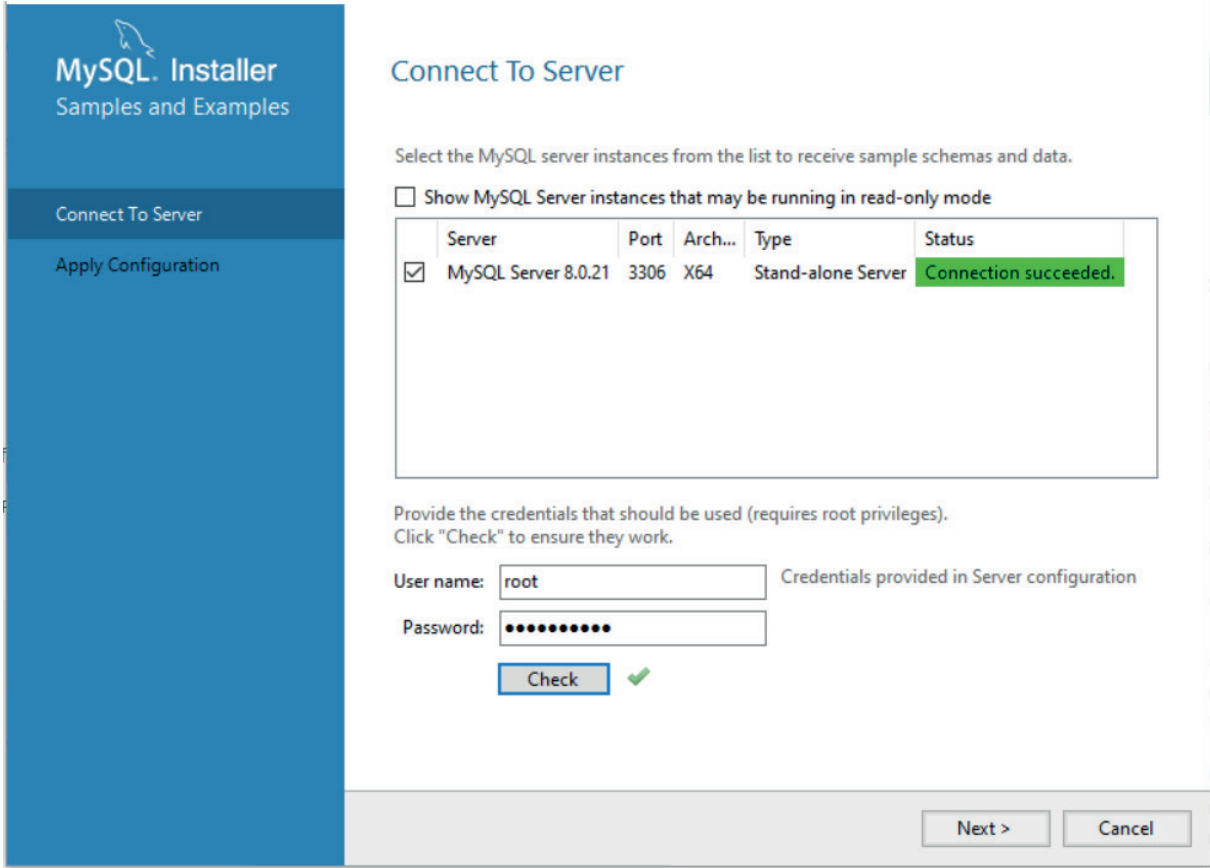 MySQL. Installer
Samples and Examples
Connect To Server
Apply Configuration
Connect To Server
Select the MySQL server instances from the list to receive sample schemas and data.
Show MySQL Server instances that may be running in read-only mode
Server Port Arch... Type Status
MySQL Server 8.0.21 3306 X64 Stand-alone Server Connection succeeded.
Provide the credentials that should be used (requires root privileges).
Click "Check" to ensure they work.
User name: root Credentials provided in Server configuration
Password: ●●●●●●●●●●
Check
Next > Cancel